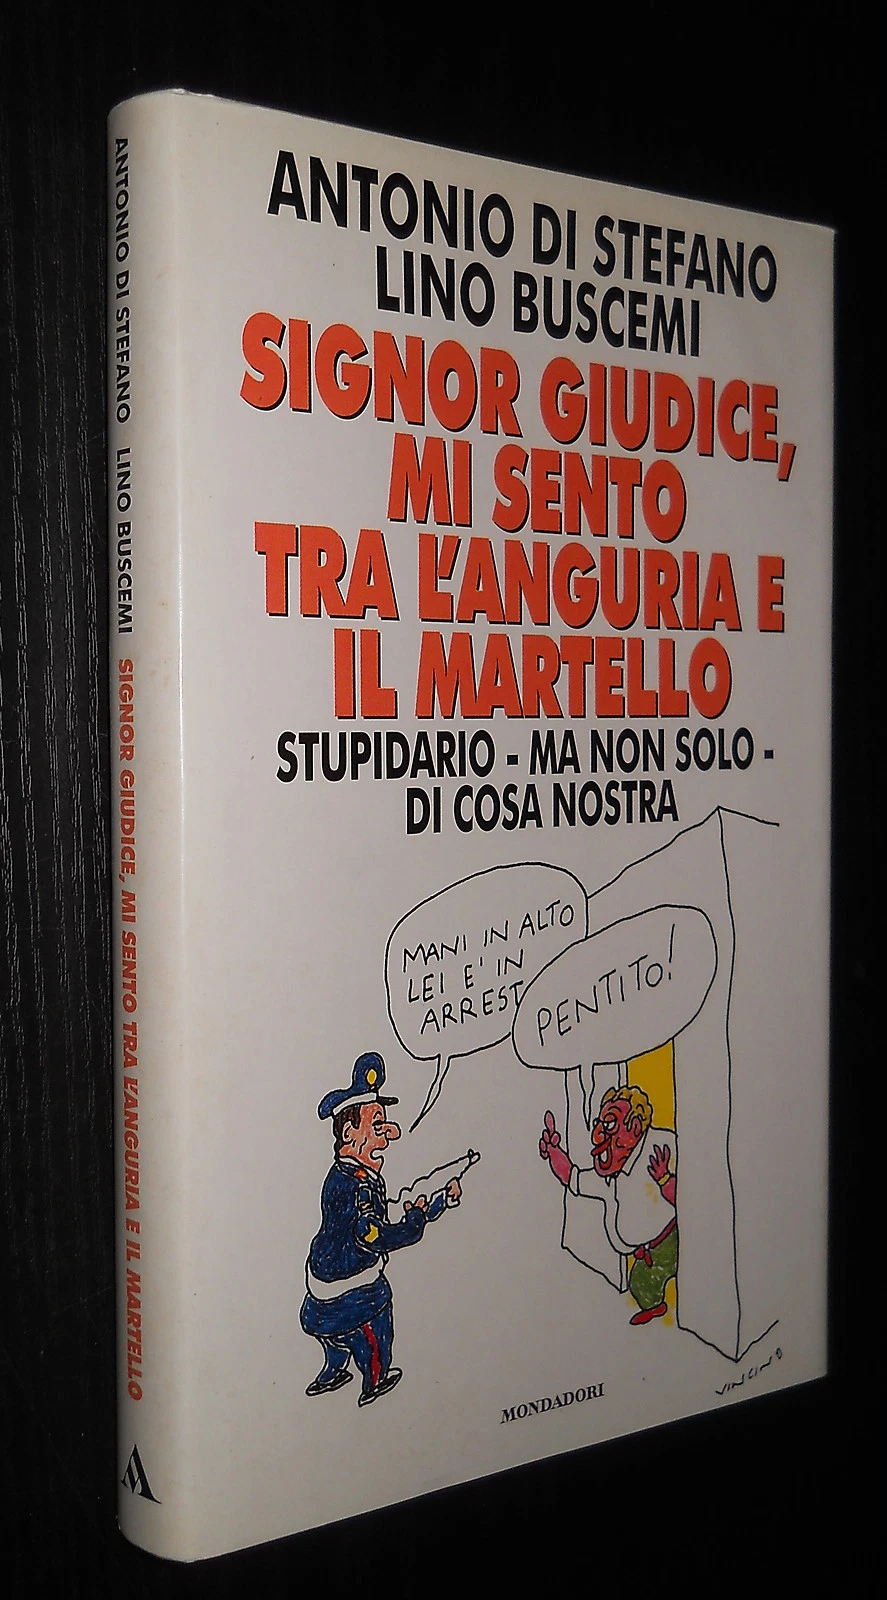 ANTONIO DI STEFANO LINO BUSCEMI SIGNOR GIUDICE, MI SENTO TRA L'ANGURIA E IL MARTELLO
ANTONIO DI STEFANO
LINO BUSCEMI
SIGNOR GIUDICE,
MI SENTO
TRA L'ANGURIA E
IL MARTELLO
STUPIDARIO - MA NON SOLO -
DI COSA NOSTRA
MANI IN ALTO
LEI E' IN
ARREST
PENTITO!
VINCINO
MONDADORI